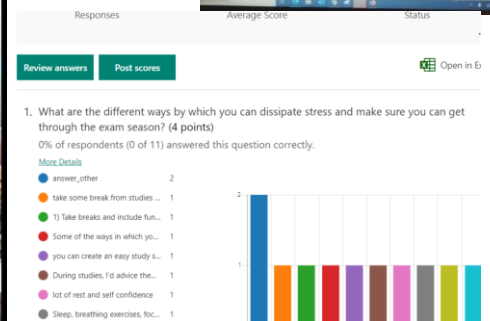 Responses Average Score Status
Review answers Post scores Open in
1. What are the different ways by which you can dissipate stress and make sure you can get
through the exam season? (4 points)
0% of respondents (0 of 11) answered this question correctly.
More Details
answer_other 2
take some break from studies ... 1
1) Take breaks and include fun... 1
Some of the ways in which yo... 1
you can create an easy study s... 1
During studies, I'd advice the... 1
lot of rest and self confidence 1
Sleep, breathing exercises, foc... 1
2
1